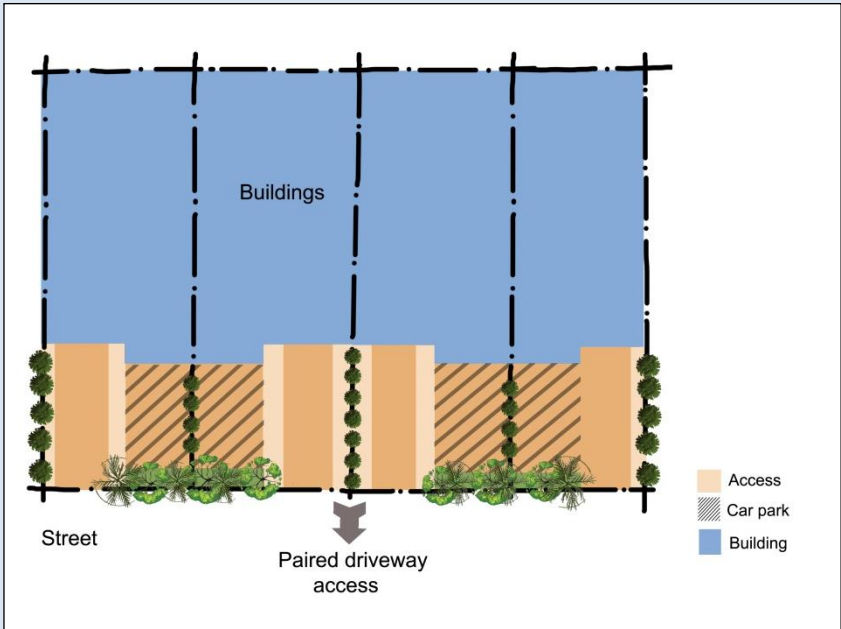 Buildings
Access
Car park
Building
Street
Paired driveway
access